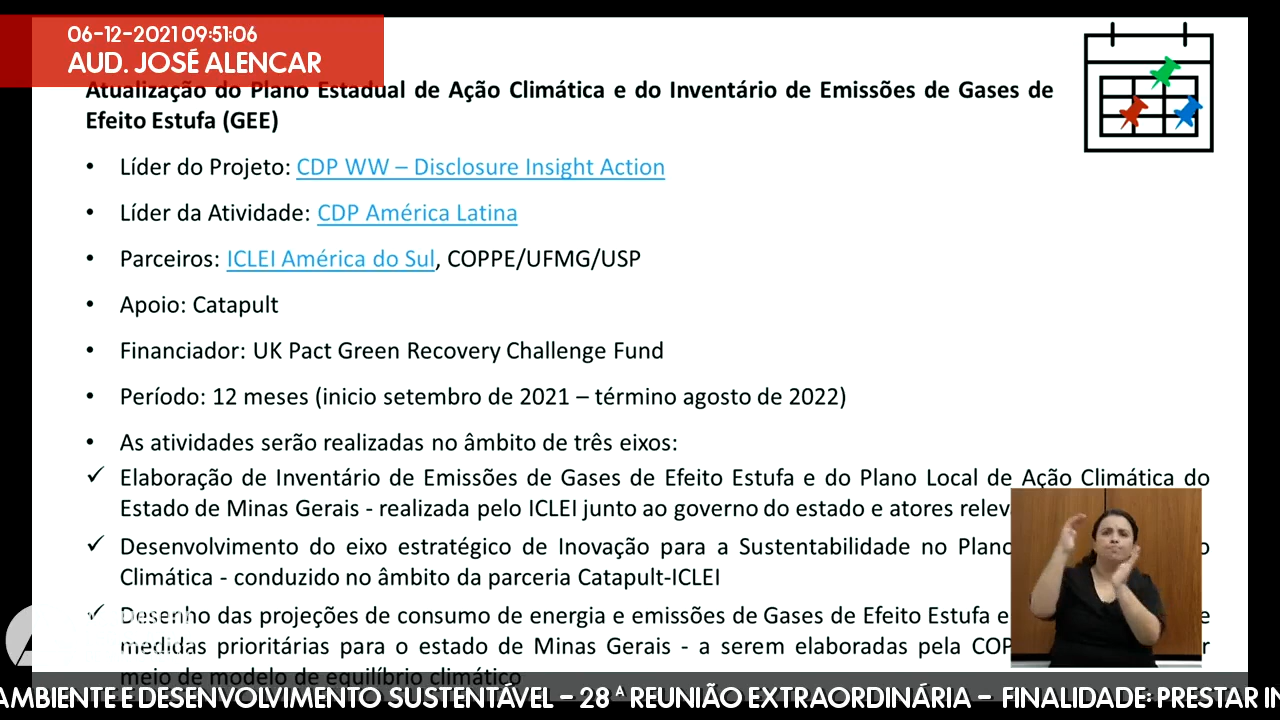 06-12-2021 09:51:06
AUD. JOSÉ ALENCAR
Atualização do Plano Estadual de Ação Climática e do Inventário de Emissões de Gases de
Efeito Estufa (GEE)
• Líder do Projeto: CDP WW – Disclosure Insight Action
• Líder da Atividade: CDP América Latina
• Parceiros: ICLEI América do Sul, COPPE/UFMG/USP
• Apoio: Catapult
• Financiador: UK Pact Green Recovery Challenge Fund
• Período: 12 meses (inicio setembro de 2021 – término agosto de 2022)
• As atividades serão realizadas no âmbito de três eixos:
✓ Elaboração de Inventário de Emissões de Gases de Efeito Estufa e do Plano Local de Ação Climática do
Estado de Minas Gerais - realizada pelo ICLEI junto ao governo do estado e atores
✓ Desenvolvimento do eixo estratégico de Inovação para a Sustentabilidade no Plano
Climática - conduzido no âmbito da parceria Catapult-ICLEI
✓ Desenho das projeções de consumo de energia e emissões de Gases de Efeito Estufa e
medidas prioritárias para o estado de Minas Gerais - a serem elaboradas pela
meio de modelo de equilíbrio climático
AMBIENTE E DESENVOLVIMENTO SUSTENTÁVEL – 28ª REUNIÃO EXTRAORDINÁRIA – FINALIDADE: PRESTAR